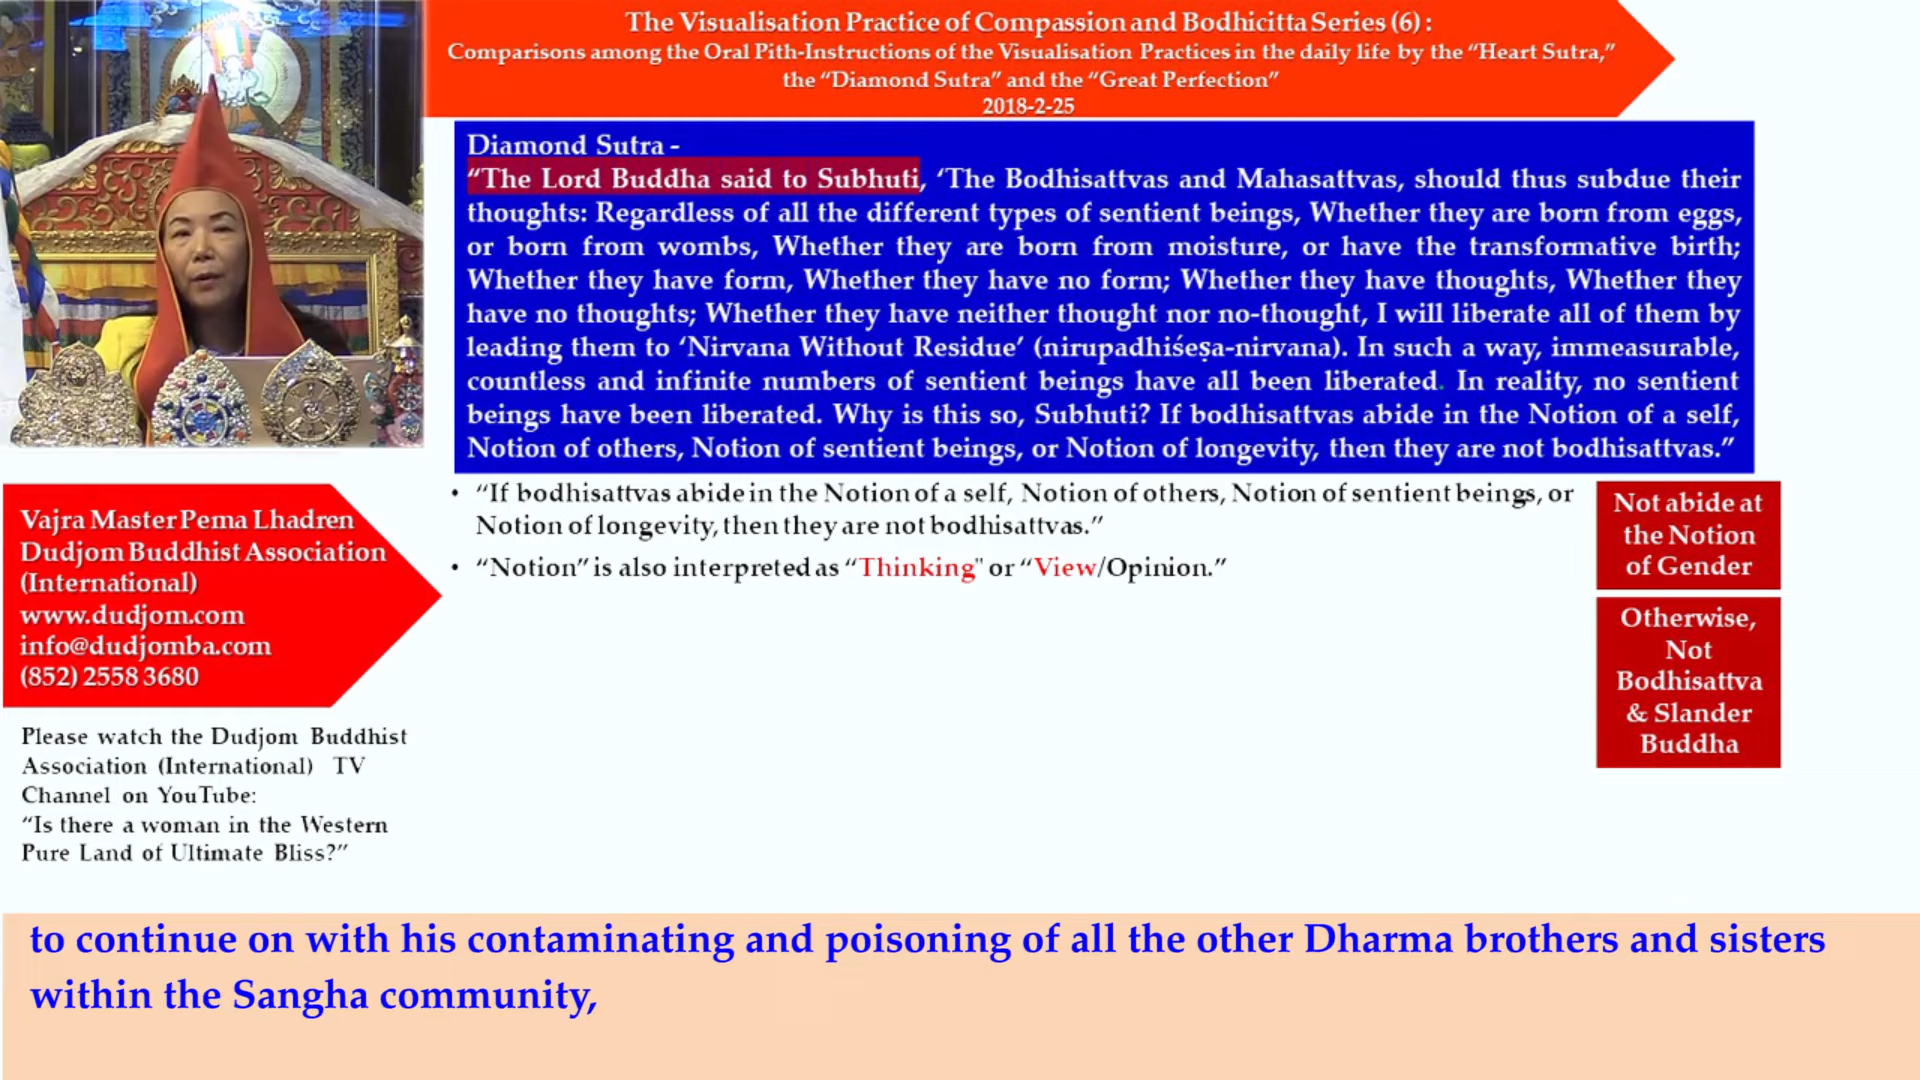 The Visualisation Practice of Compassion and Bodhicitta Series (6) :
Comparisons among the Oral Pith-Instructions of the Visualisation Practices in the daily life by the “Heart Sutra,”
the “Diamond Sutra” and the “Great Perfection”
2018-2-25
Diamond Sutra -
“The Lord Buddha said to Subhuti, ‘The Bodhisattvas and Mahasattvas, should thus subdue their
thoughts: Regardless of all the different types of sentient beings, Whether they are born from eggs,
or born from wombs, Whether they are born from moisture, or have the transformative birth;
Whether they have form, Whether they have no form; Whether they have thoughts, Whether they
have no thoughts; Whether they have neither thought nor no-thought, I will liberate all of them by
leading them to ‘Nirvana Without Residue’ (nirupadhiśeṣa-nirvana). In such a way, immeasurable,
countless and infinite numbers of sentient beings have all been liberated. In reality, no sentient
beings have been liberated. Why is this so, Subhuti? If bodhisattvas abide in the Notion of a self,
Notion of others, Notion of sentient beings, or Notion of longevity, then they are not bodhisattvas.”
• “If bodhisattvas abide in the Notion of a self, Notion of others, Notion of sentient beings, or
Notion of longevity, then they are not bodhisattvas.”
• “Notion” is also interpreted as “Thinking" or “View/Opinion.”
Not abide at
the Notion
of Gender
Otherwise,
Not
Bodhisattva
& Slander
Buddha
Vajra Master Pema Lhadren
Dudjom Buddhist Association
(International)
www.dudjom.com
info@dudjomba.com
(852) 2558 3680
Please watch the Dudjom Buddhist
Association (International) TV
Channel on YouTube:
“Is there a woman in the Western
Pure Land of Ultimate Bliss?”
to continue on with his contaminating and poisoning of all the other Dharma brothers and sisters
within the Sangha community,